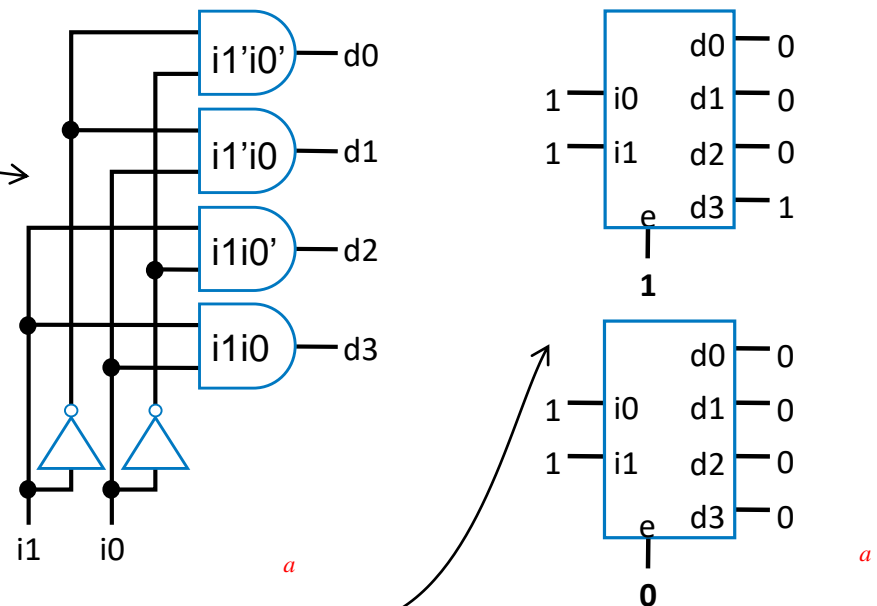 i1’i0’ d0
i1’i0 d1
i1i0’ d2
i1i0 d3
i1 i0
a
d0 0
1 i0 d1 0
1 i1 d2 0
e d3 1
1
d0 0
1 i0 d1 0
1 i1 d2 0
e d3 0
0
a